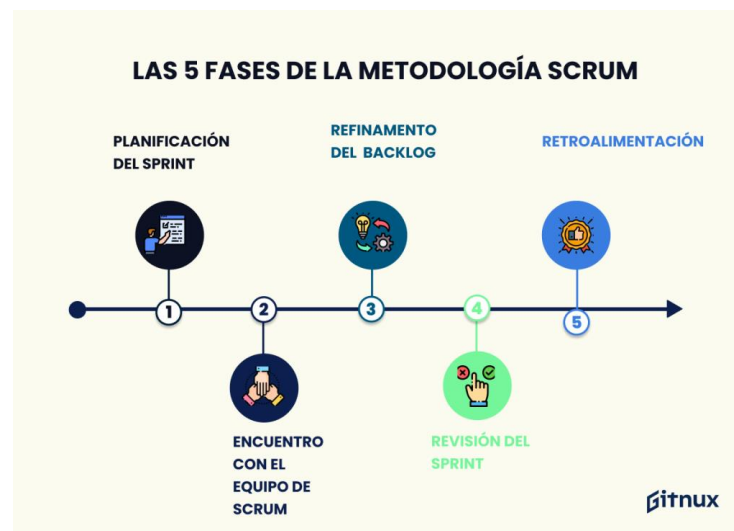 LAS 5 FASES DE LA METODOLOGÍA SCRUM
PLANIFICACIÓN
DEL SPRINT
REFINAMENTO
DEL BACKLOG
RETROALIMENTACIÓN
1
2
3
4
5
ENCUENTRO
CON EL
EQUIPO DE
SCRUM
REVISIÓN DEL
SPRINT
Gitnux